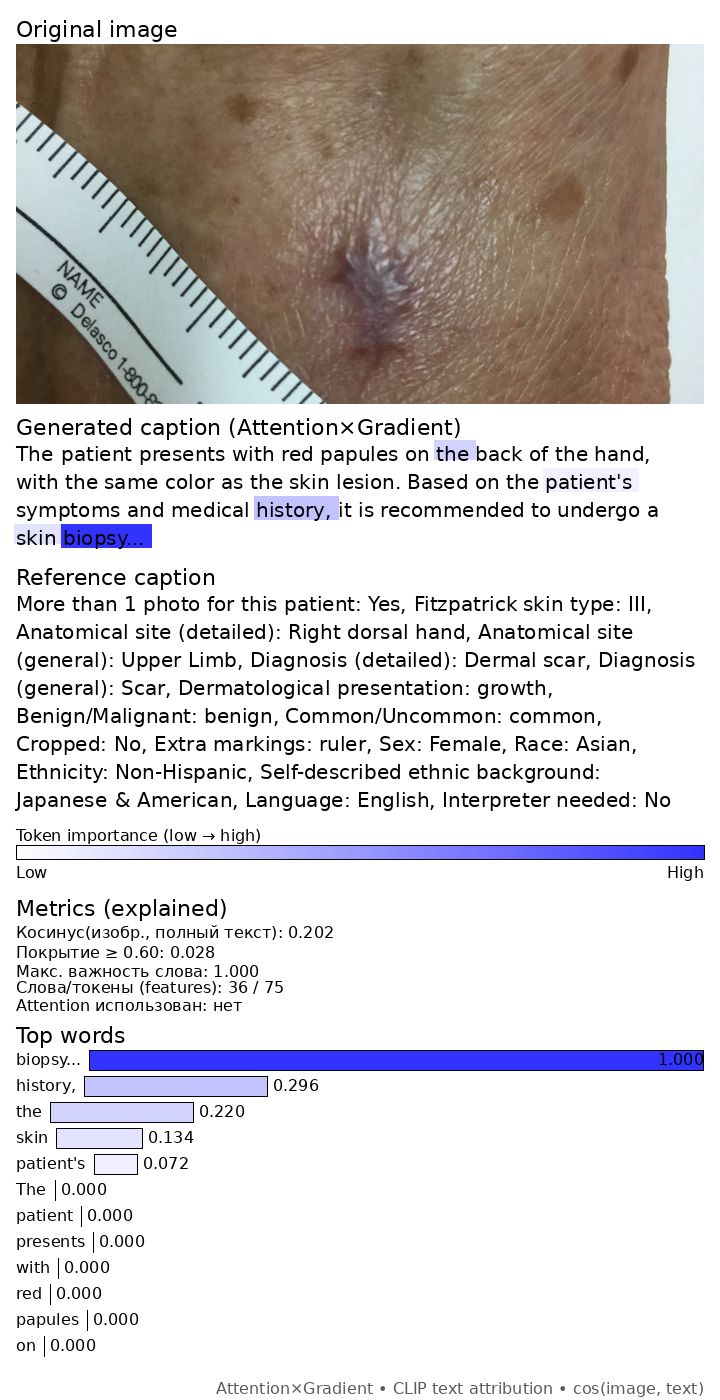 Original image
NAME
© Delasco 1-800-8
Generated caption (Attention×Gradient)
The patient presents with red papules on the back of the hand,
with the same color as the skin lesion. Based on the patient's
symptoms and medical history, it is recommended to undergo a
skin biopsy...
Reference caption
More than 1 photo for this patient: Yes, Fitzpatrick skin type: III,
Anatomical site (detailed): Right dorsal hand, Anatomical site
(general): Upper Limb, Diagnosis (detailed): Dermal scar, Diagnosis
(general): Scar, Dermatological presentation: growth,
Benign/Malignant: benign, Common/Uncommon: common,
Cropped: No, Extra markings: ruler, Sex: Female, Race: Asian,
Ethnicity: Non-Hispanic, Self-described ethnic background:
Japanese & American, Language: English, Interpreter needed: No
Token importance (low → high)
Low High
Metrics (explained)
Косинус(изобр., полный текст): 0.202
Покрытие ≥ 0.60: 0.028
Макс. важность слова: 1.000
Слова/токены (features): 36 / 75
Attention использован: нет
Top words
biopsy... 1.000
history, 0.296
the 0.220
skin 0.134
patient's 0.072
The 0.000
patient 0.000
presents 0.000
with 0.000
red 0.000
papules 0.000
on 0.000
Attention×Gradient • CLIP text attribution • cos(image, text)